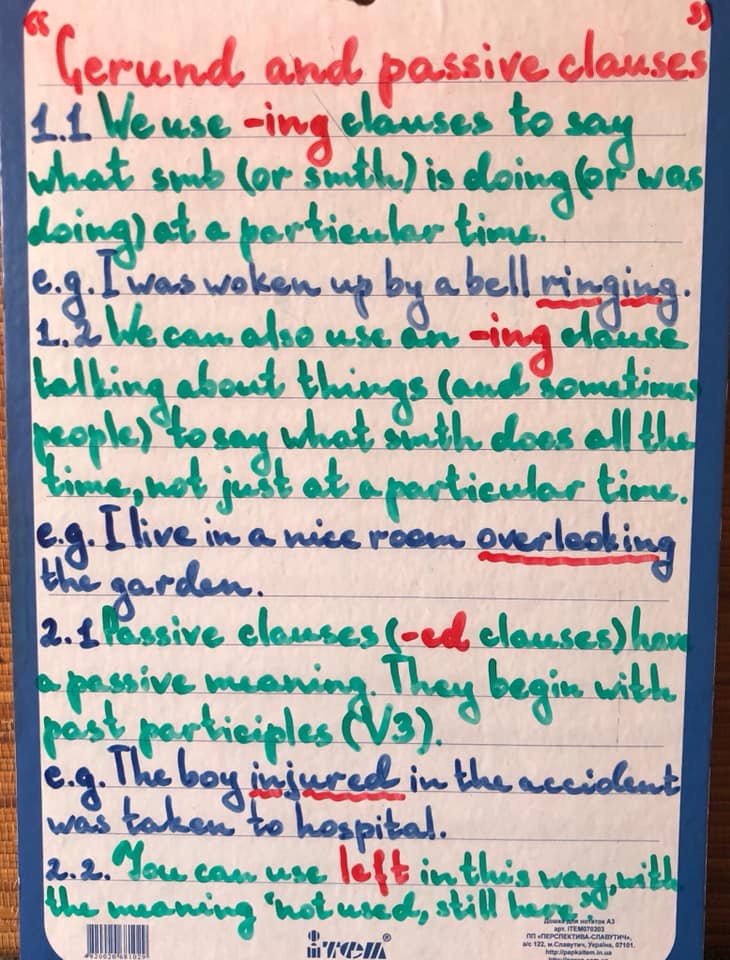 “ ”
Gerund and passive clauses
1.1 We use -ing clauses to say
what smb (or smth) is doing (or was
doing) at a particular time.
e.g. I was woken up by a bell ringing.
1.2 We can also use an -ing clause
talking about things (and sometimes
people) to say what smth does all the
time, not just at a particular time.
e.g. I live in a nice room overlooking
the garden.
2.1 Passive clauses (-ed clauses) have
a passive meaning. They begin with
past participles (V3).
e.g. The boy injured in the accident
was taken to hospital.
2.2. You can use left in this way, with
the meaning "not used, still here".
Дошка для нотаток А3
арт. ITEM070203
ПП «ПЕРСПЕКТИВА-СЛАВУТИЧ»,
а/с 122, м.Славутич, Україна, 07101.
http://papkaitem.in.ua
item®